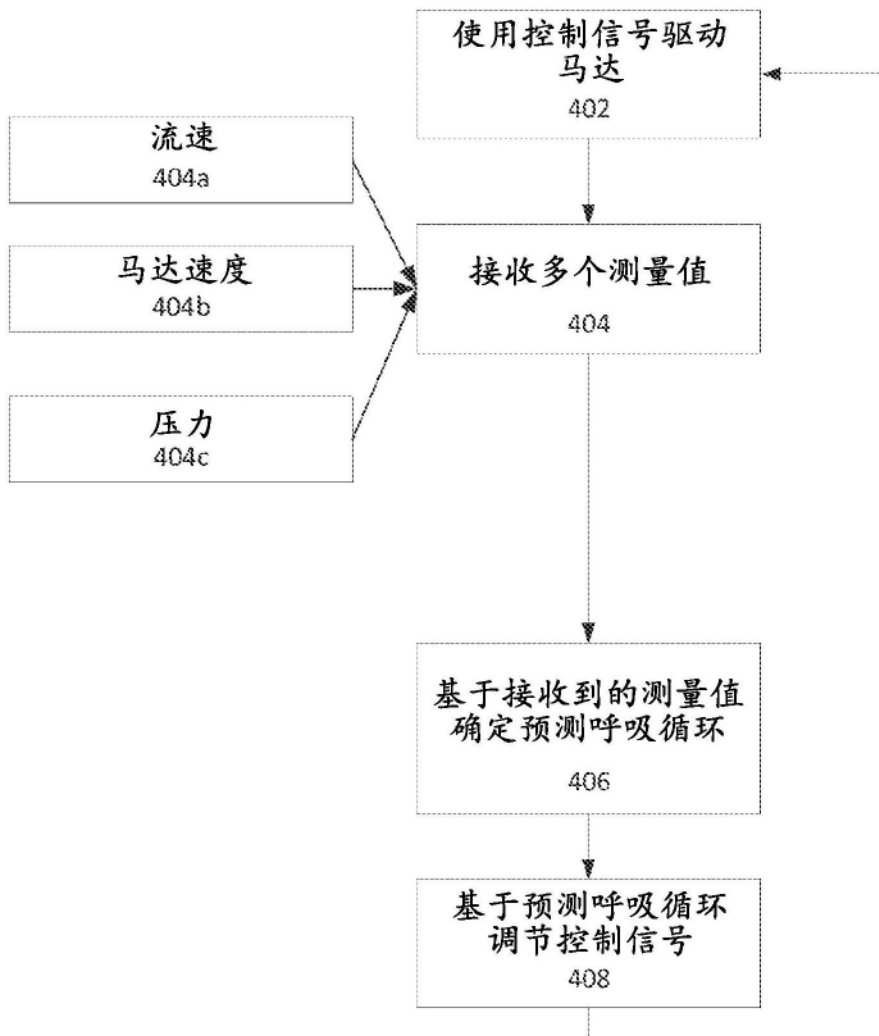 使用控制信号驱动
马达
402
流速
404a
马达速度
404b
压力
404c
接收多个测量值
404
基于接收到的测量值
确定预测呼吸循环
406
基于预测呼吸循环
调节控制信号
408